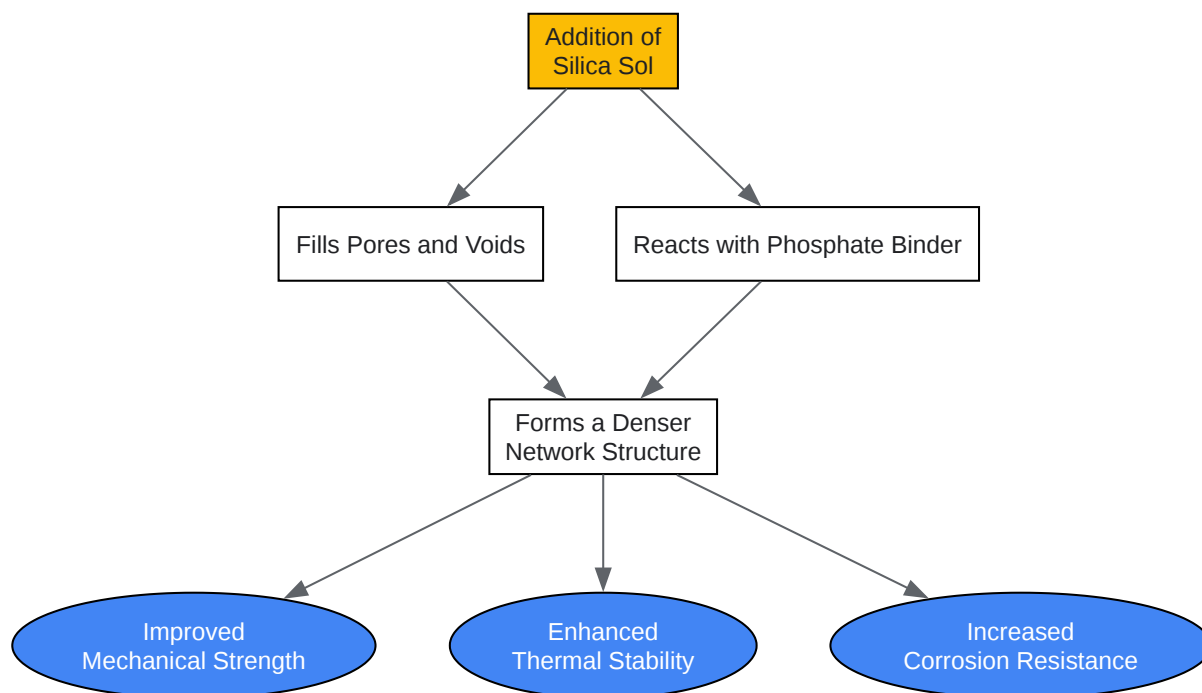 Addition of
Silica Sol
Fills Pores and Voids
Reacts with Phosphate Binder
Forms a Denser
Network Structure
Improved
Mechanical Strength
Enhanced
Thermal Stability
Increased
Corrosion Resistance